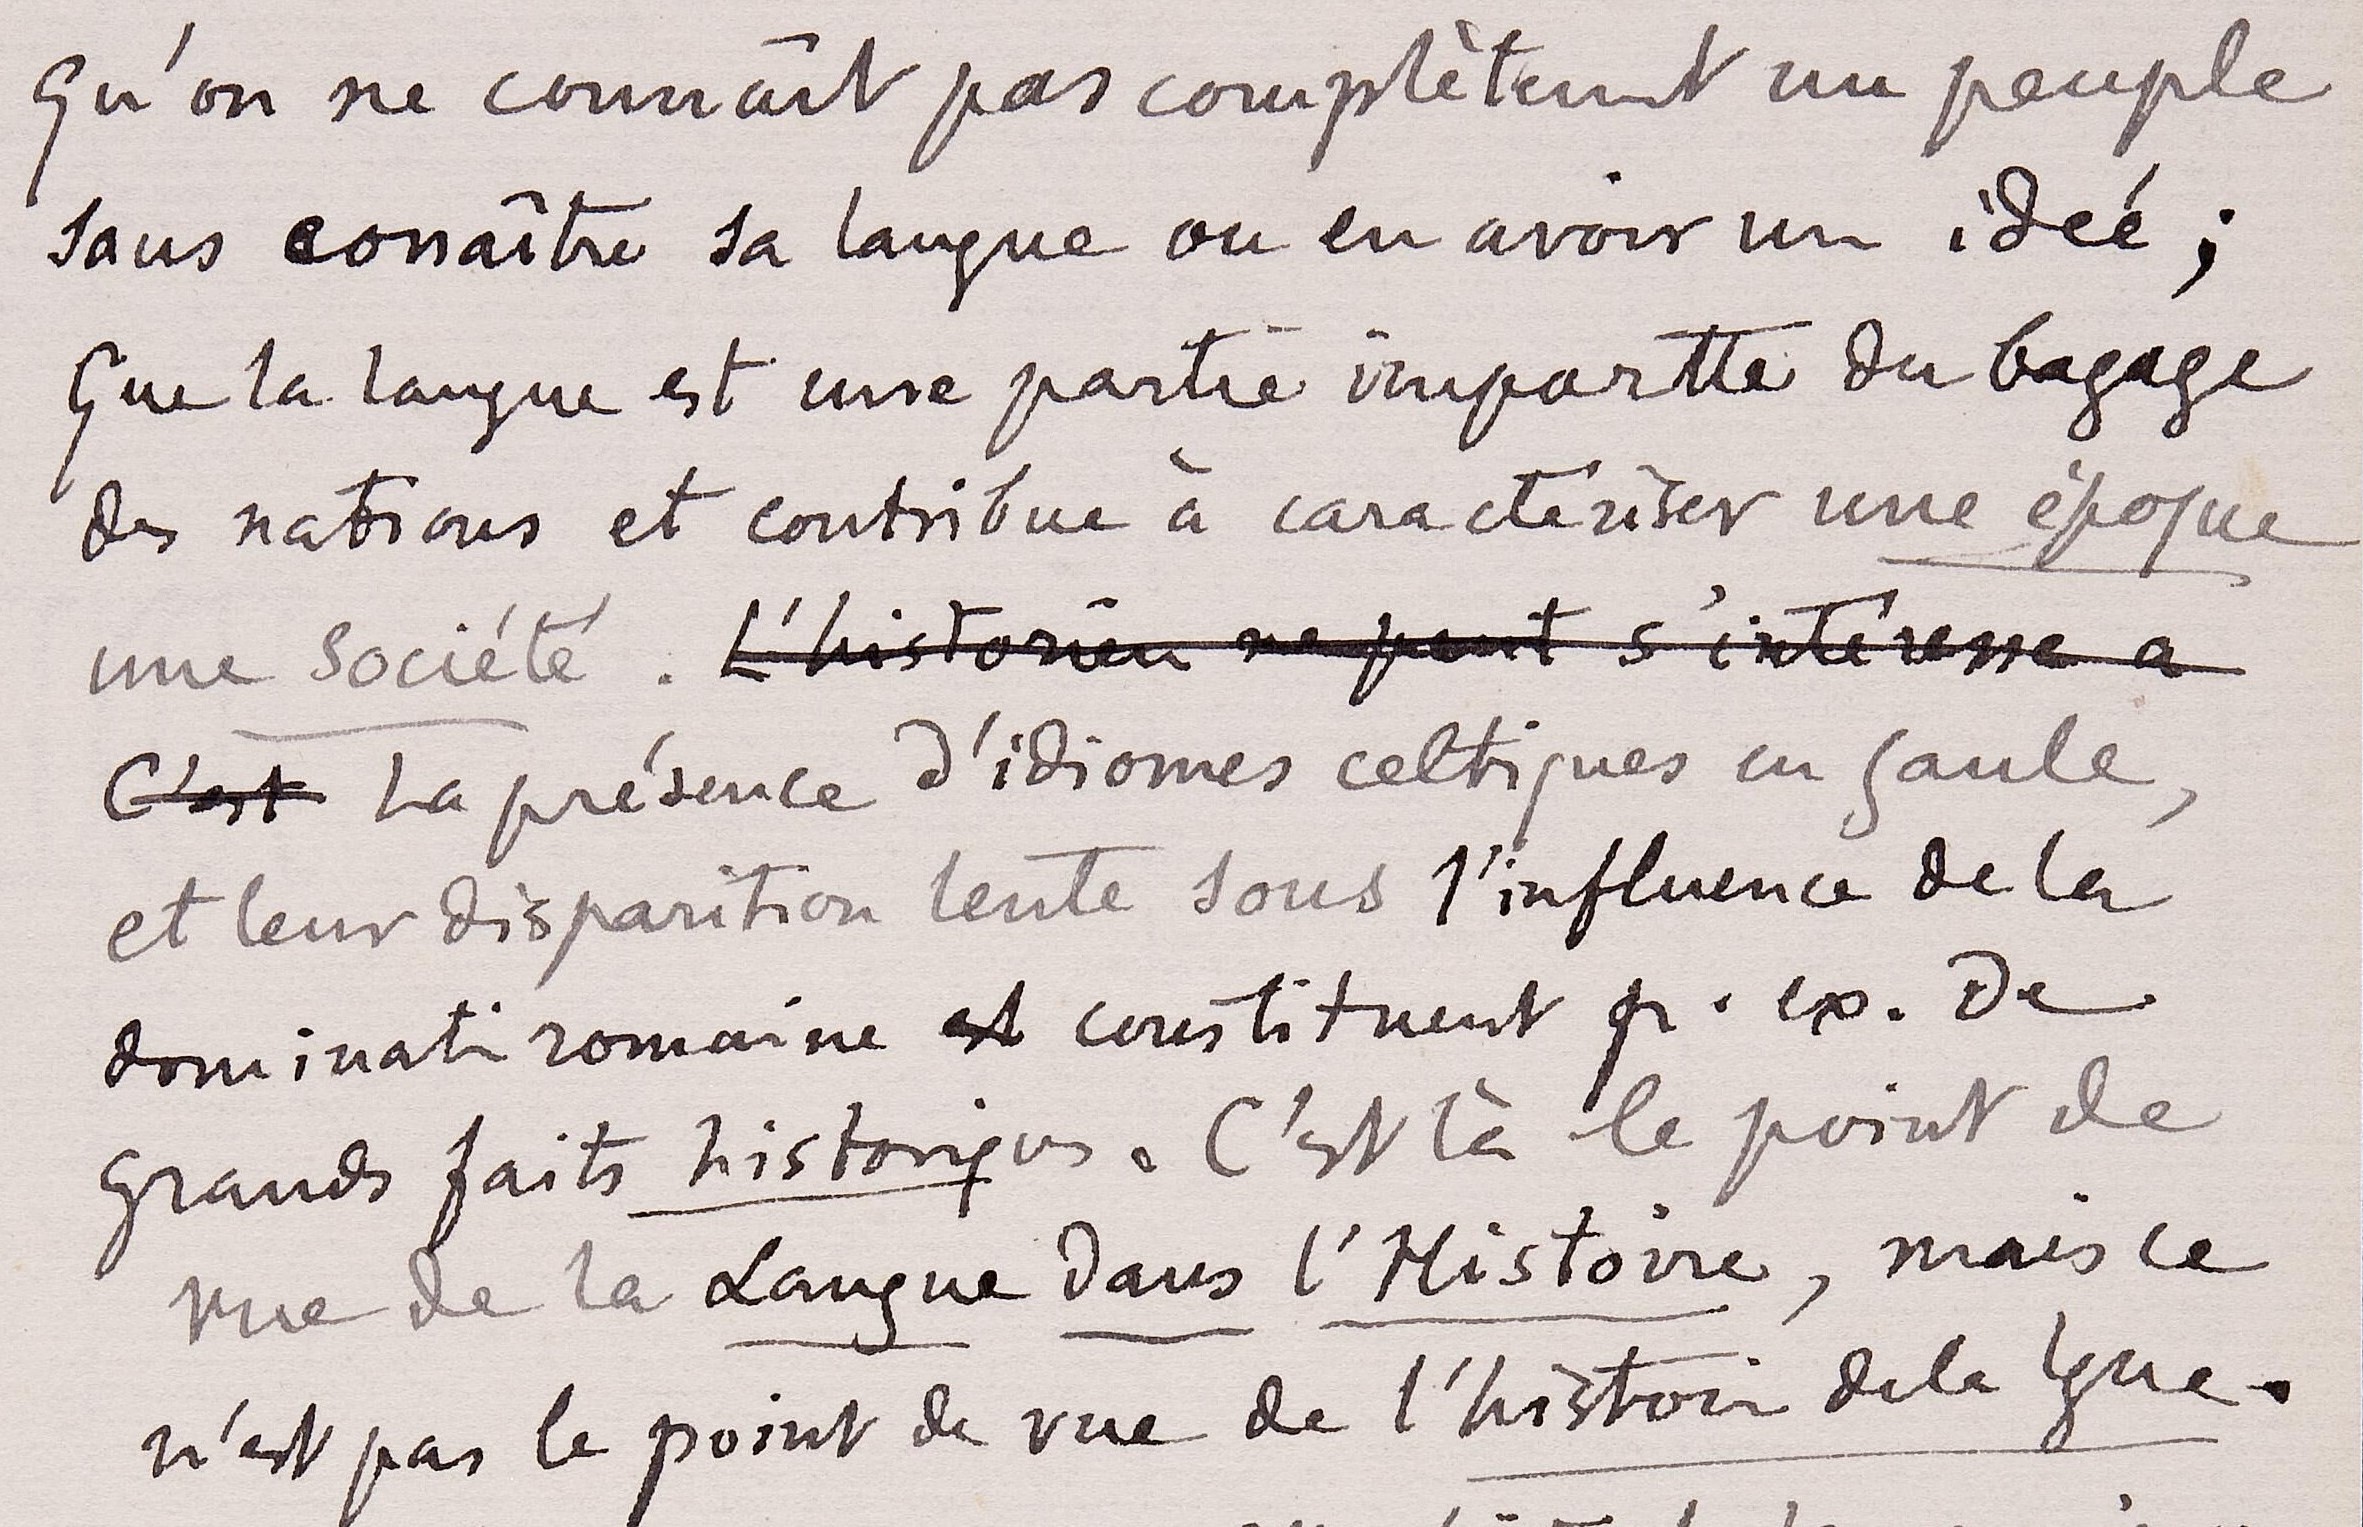 Qu'on ne connaît pas complètement un peuple
sans conaître sa langue ou en avoir un idée ;
Que la langue est une partie importte du bagage
des nations et contribue à caractériser une époque
une société. L'historien ne peut s'intéresse a
C'est La présence d'idiomes celtiques en Gaule,
et leur disparition lente sous l'influence de la
dominati romaine et constituent p. ex. De
grands faits historiques. C'est là le point de
vue de la Langue dans l'Histoire, mais ce
n'est pas le point de vue de l'histoire de la lgue.